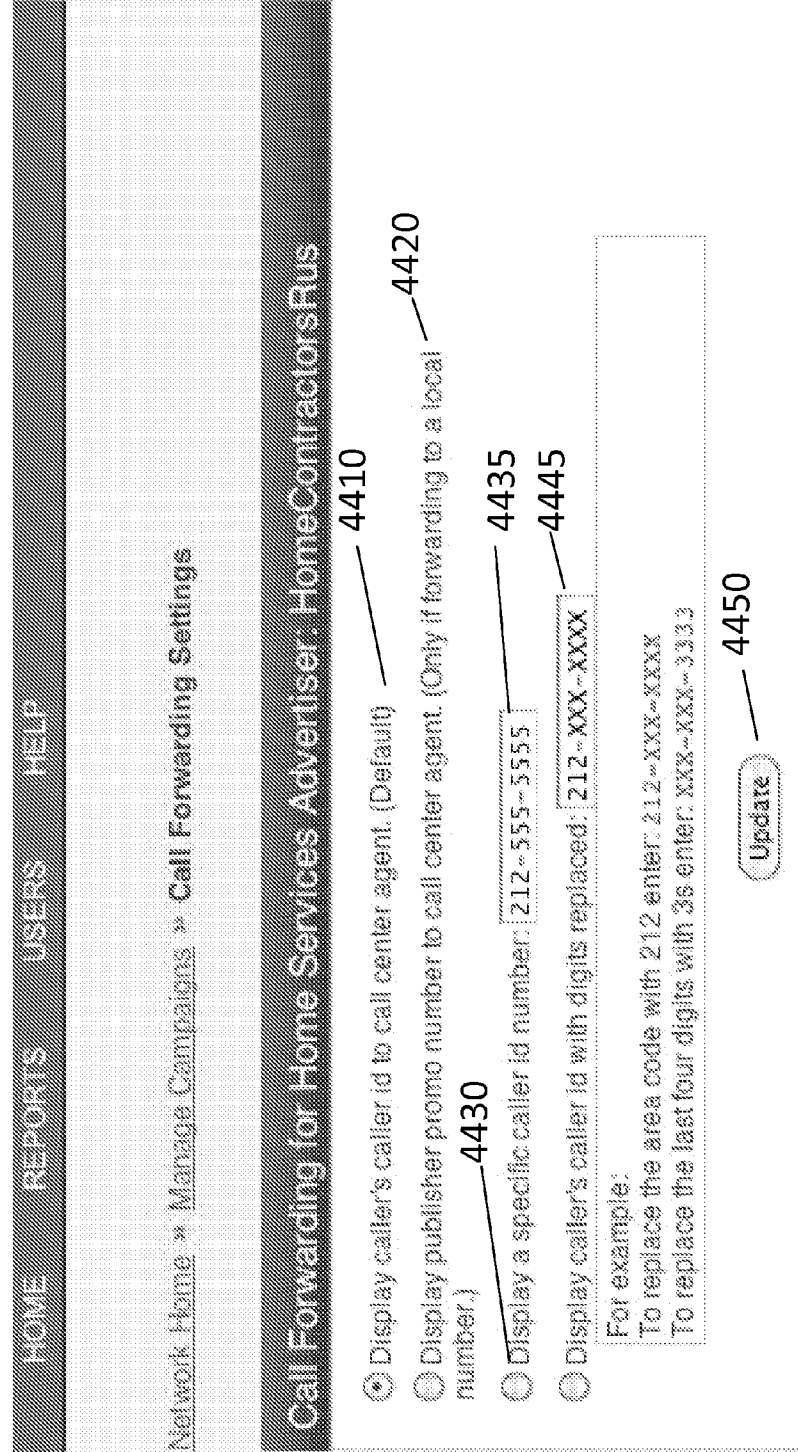 HOME REPORTS USERS HELP
Network Home » Manage Campaigns » Call Forwarding Settings
Call Forwarding for Home Services Advertiser: HomeContractorsRus
4410
Display caller's caller id to call center agent. (Default)
4420
Display publisher promo number to call center agent. (Only if forwarding to a local
number.)
4430
4435
Display a specific caller id number: 212-555-5555
4445
Display caller's caller id with digits replaced: 212-XXX-XXXX
For example:
To replace the area code with 212 enter: 212-XXX-XXXX
To replace the last four digits with 3s enter: XXX-XXX-3333
4450
Update